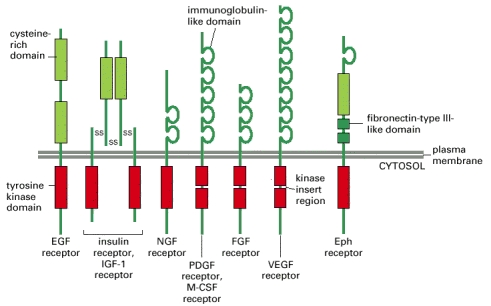 immunoglobulin-
like domain
cysteine-
rich
domain
ss
ss
ss
fibronectin-type III-
like domain
plasma
membrane
CYTOSOL
tyrosine
kinase
domain
kinase
insert
region
EGF
receptor
insulin
receptor,
IGF-1
receptor
NGF
receptor
PDGF
receptor,
M-CSF
receptor
FGF
receptor
VEGF
receptor
Eph
receptor